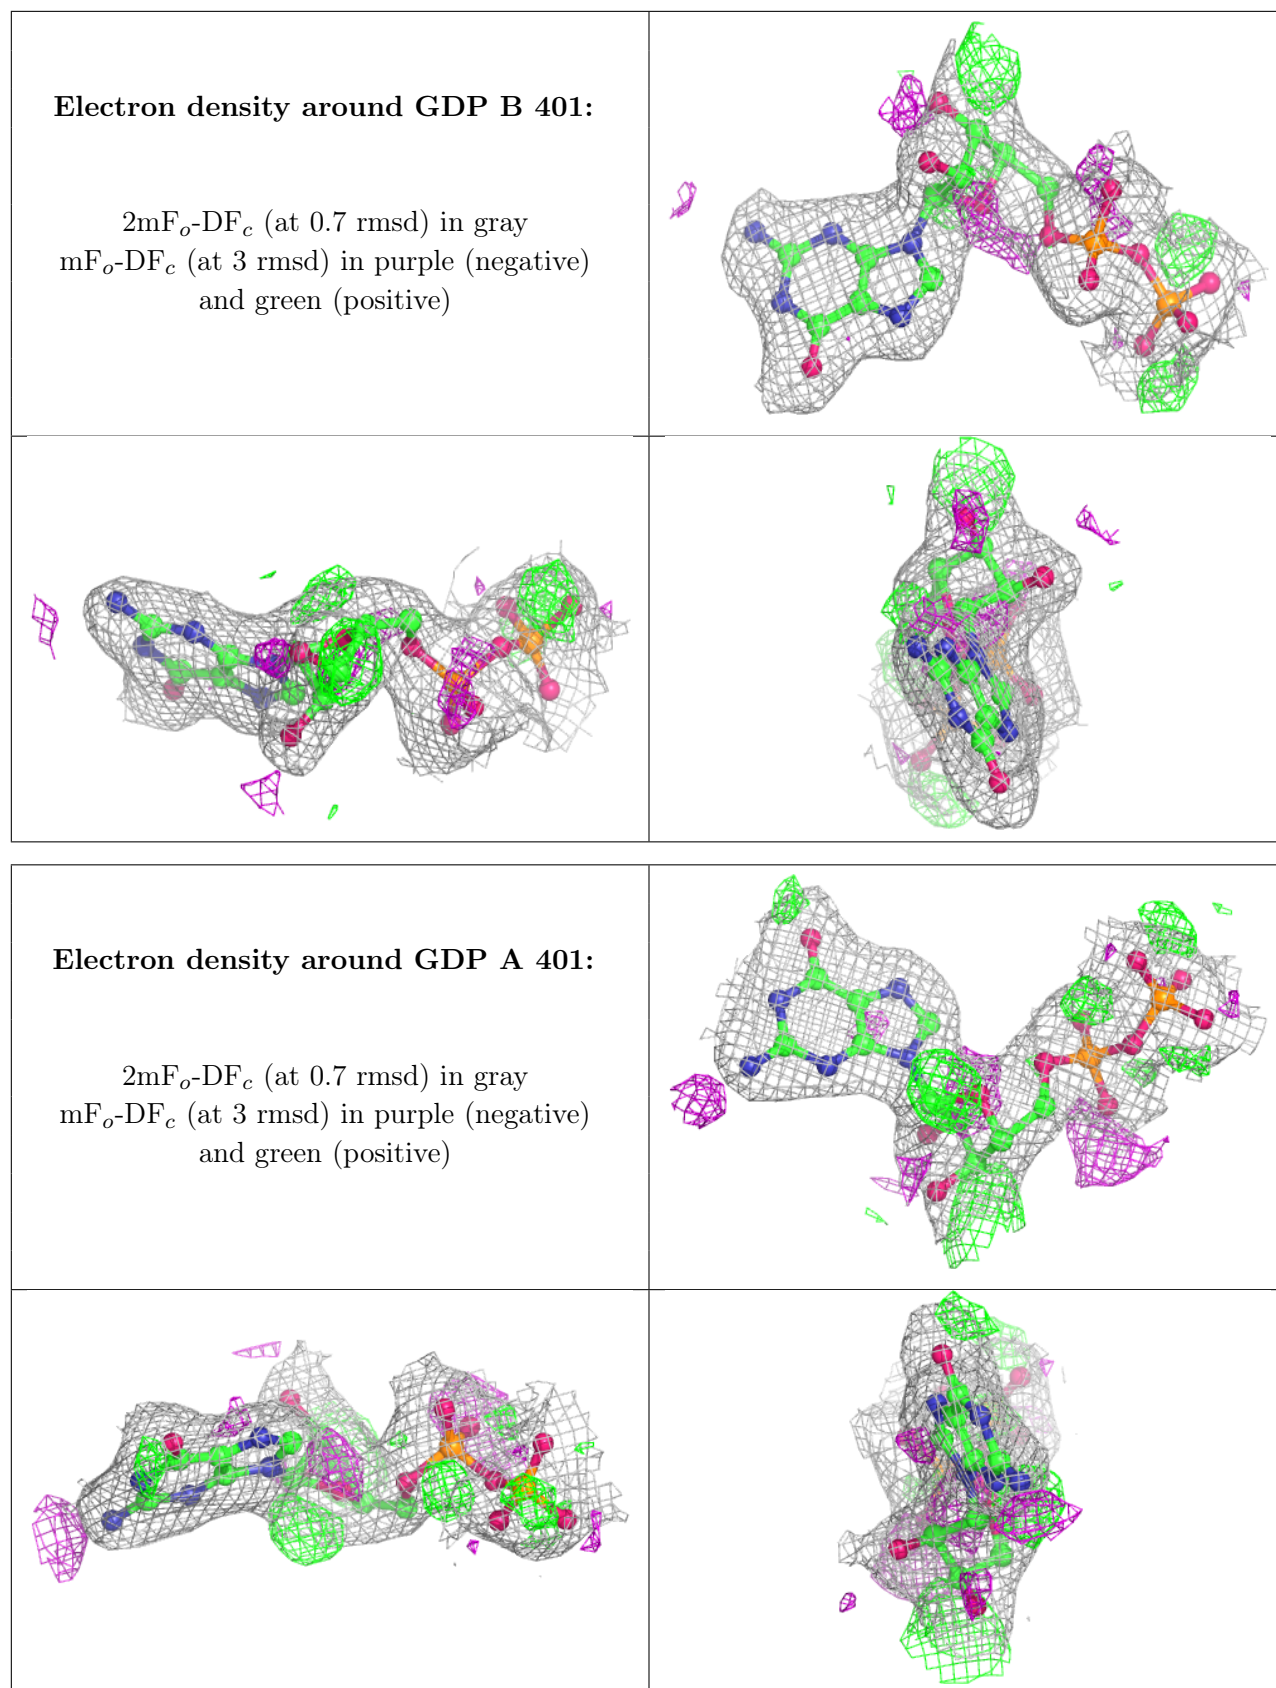 Electron density around GDP B 401:
2mFo-DFc (at 0.7 rmsd) in gray
mFo-DFc (at 3 rmsd) in purple (negative)
and green (positive)
Electron density around GDP A 401:
2mFo-DFc (at 0.7 rmsd) in gray
mFo-DFc (at 3 rmsd) in purple (negative)
and green (positive)